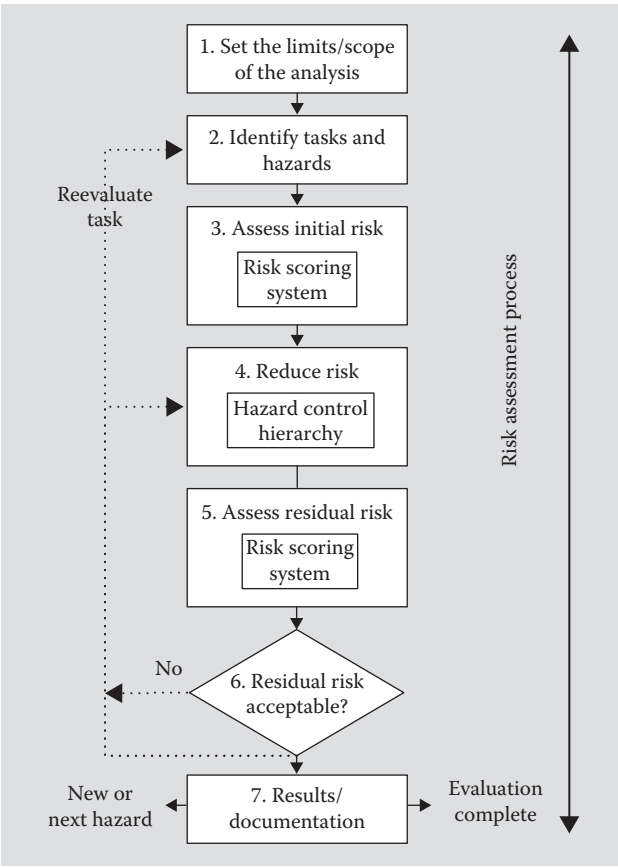 1. Set the limits/scope
of the analysis
2. Identify tasks and
hazards
Reevaluate
task
3. Assess initial risk
Risk scoring
system
4. Reduce risk
Hazard control
hierarchy
5. Assess residual risk
Risk scoring
system
No
6. Residual risk
acceptable?
7. Results/
documentation
New or
next hazard
Evaluation
complete
Risk assessment process